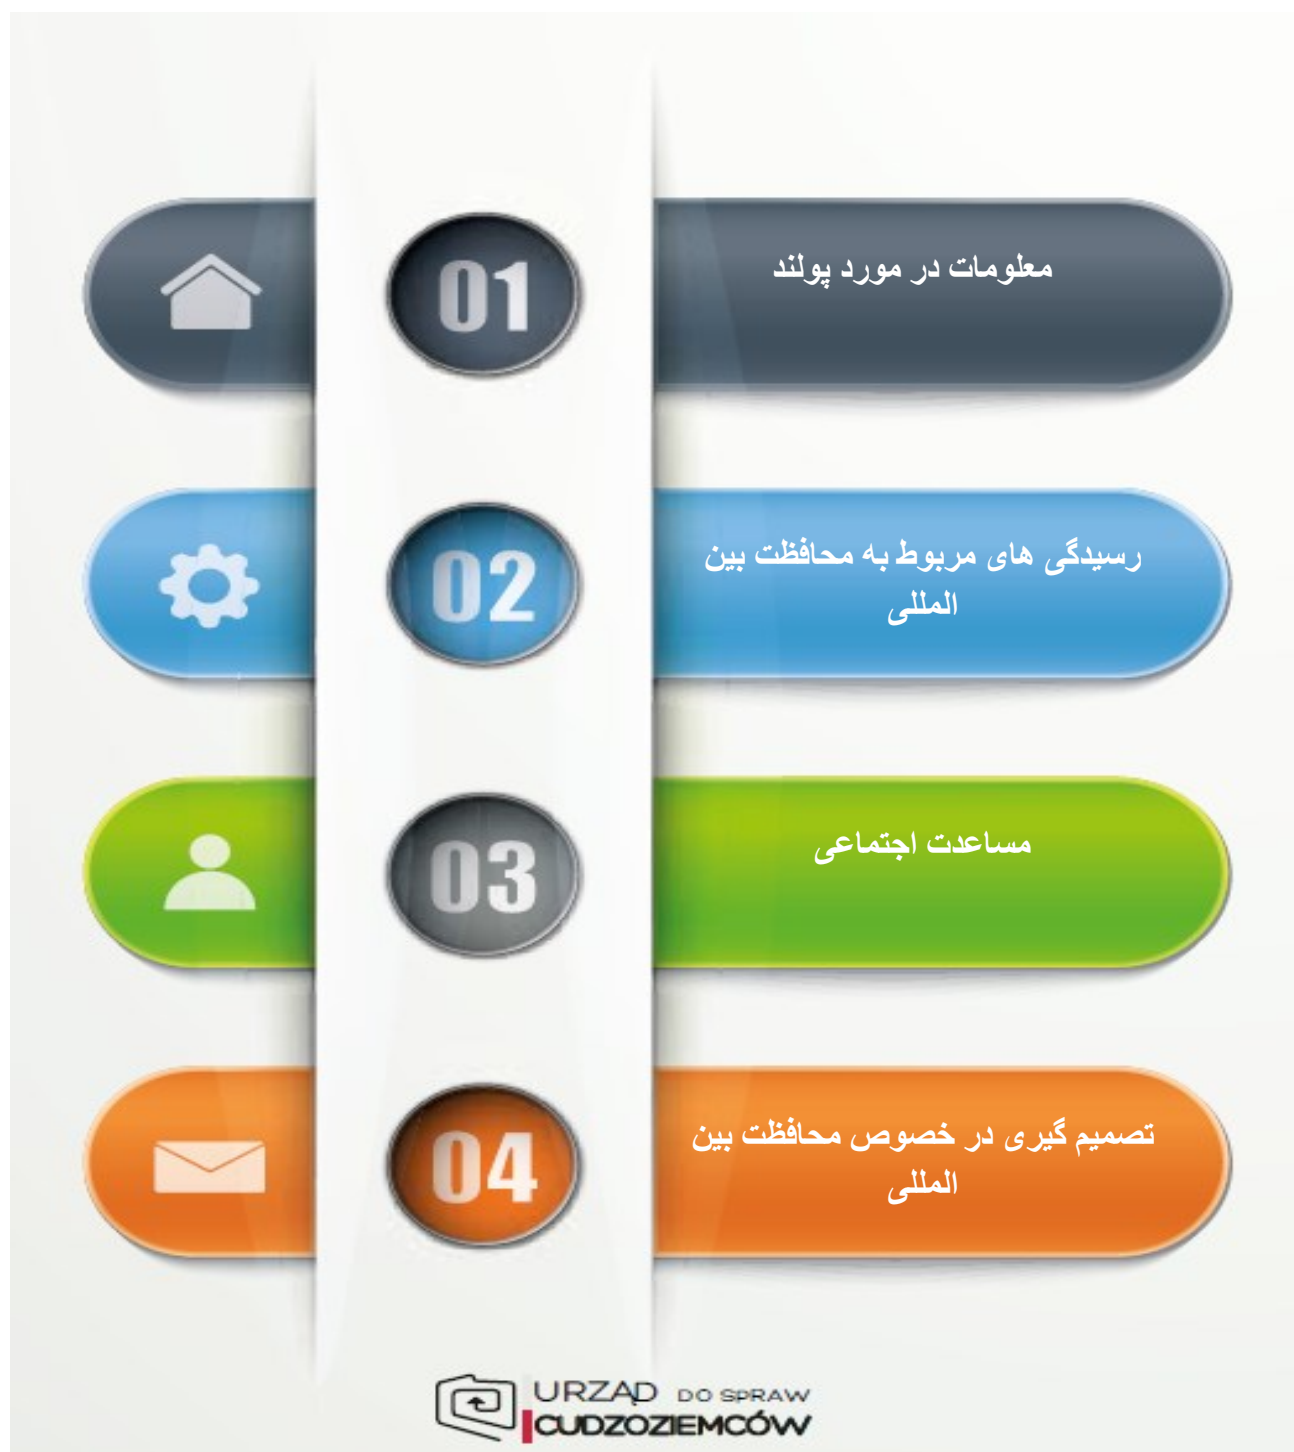 01
معلومات در مورد پولند
02
رسیدگی های مربوط به محافظت بین
المللی
03
مساعدت اجتماعی
04
تصمیم گیری در خصوص محافظت بین
المللی
URZĄD DO SPRAW
CUDZOZIEMCÓW